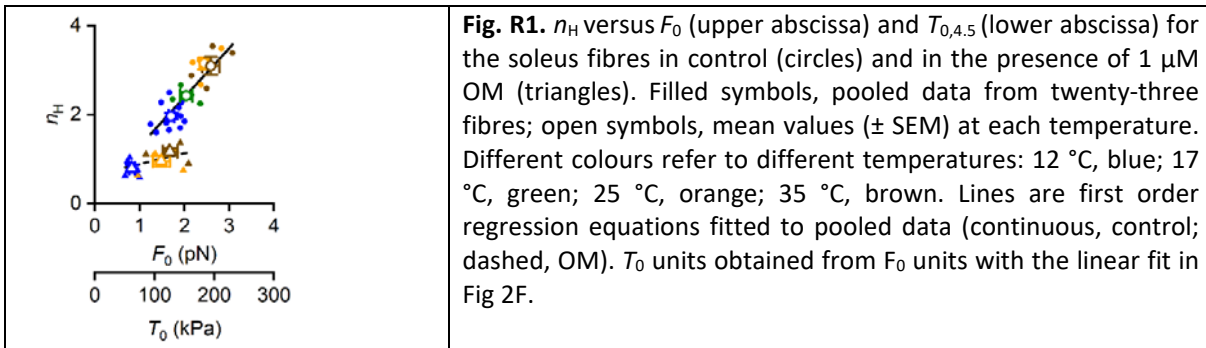 4
2
0
n_H
0 1 2 3 4
F_0 (pN)
0 100 200 300
T_0 (kPa)
Fig. R1. n_H versus F_0 (upper abscissa) and T_0,4.5 (lower abscissa) for
the soleus fibres in control (circles) and in the presence of 1 µM
OM (triangles). Filled symbols, pooled data from twenty-three
fibres; open symbols, mean values (± SEM) at each temperature.
Different colours refer to different temperatures: 12 °C, blue; 17
°C, green; 25 °C, orange; 35 °C, brown. Lines are first order
regression equations fitted to pooled data (continuous, control;
dashed, OM). T_0 units obtained from F_0 units with the linear fit in
Fig 2F.